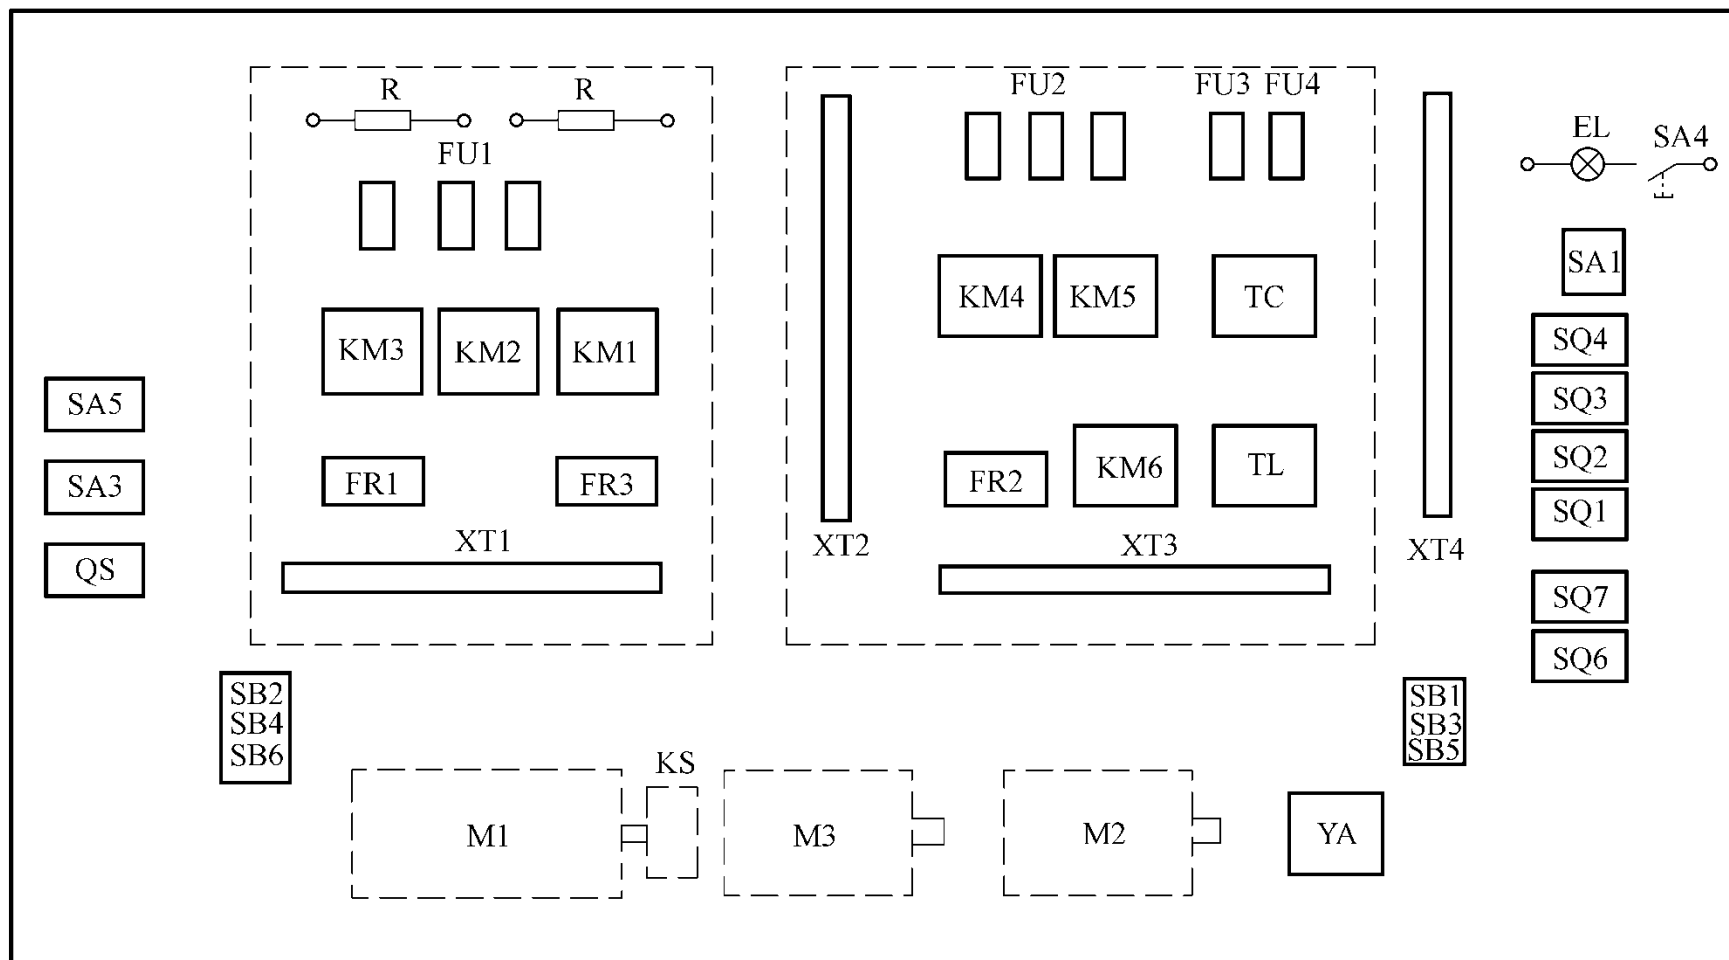 R R
FU1
KM3 KM2 KM1
FR1 FR3
XT1
SA5
SA3
QS
SB2
SB4
SB6
FU2 FU3 FU4
KM4 KM5 TC
FR2 KM6 TL
XT2 XT3 XT4
EL SA4
SA1
SQ4
SQ3
SQ2
SQ1
SQ7
SQ6
SB1
SB3
SB5
KS
M1 M3 M2 YA